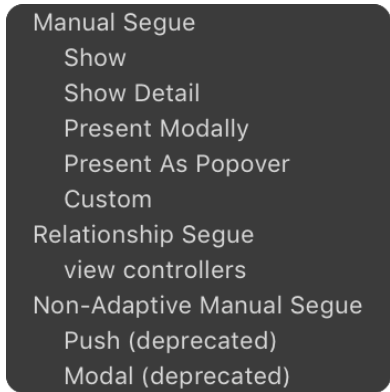 Manual Segue
Show
Show Detail
Present Modally
Present As Popover
Custom
Relationship Segue
view controllers
Non-Adaptive Manual Segue
Push (deprecated)
Modal (deprecated)